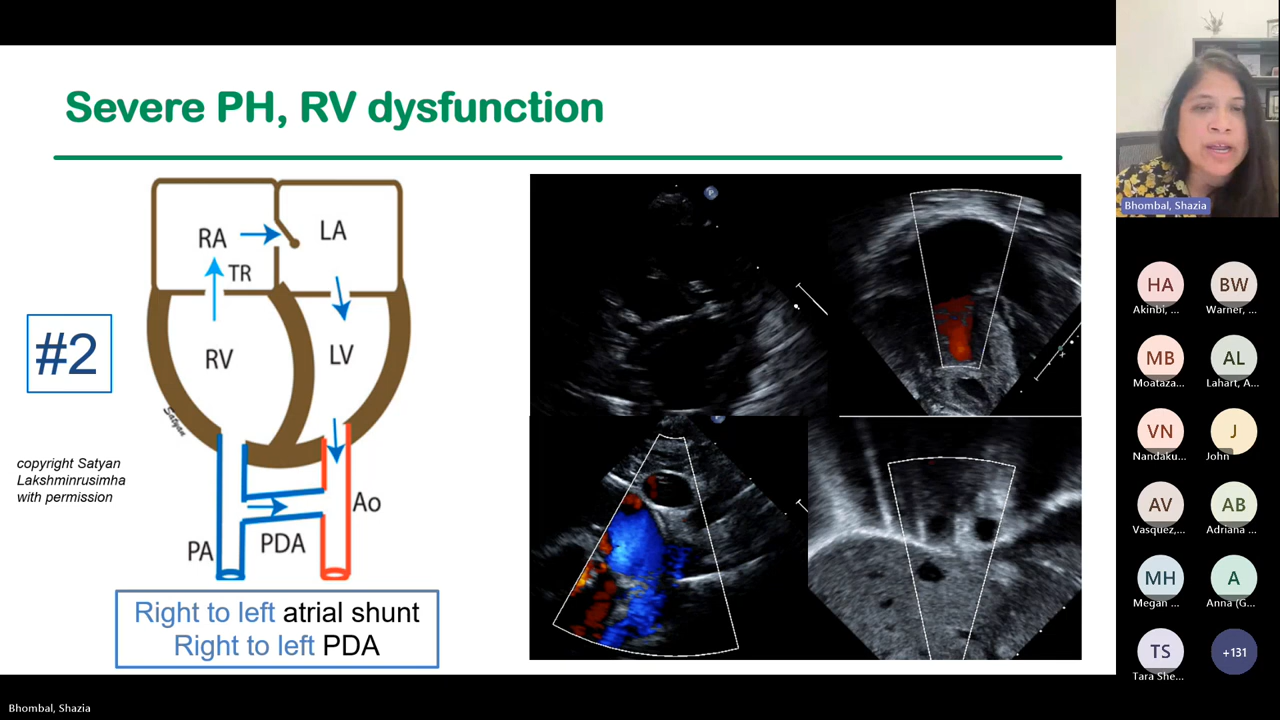 Severe PH, RV dysfunction
RA
LA
TR
#2
RV
LV
Satyan
copyright Satyan
Lakshminrusimha
with permission
Ao
PA
PDA
Right to left atrial shunt
Right to left PDA
P
Bhombal, Shazia
HA
Akinbi, ...
BW
Warner, ...
MB
Moataza...
AL
Lahart, A...
VN
Nandaku...
J
John
AV
Vasquez,...
AB
Adriana ...
MH
Megan ...
A
Anna (G...
TS
Tara She...
+131
Bhombal, Shazia